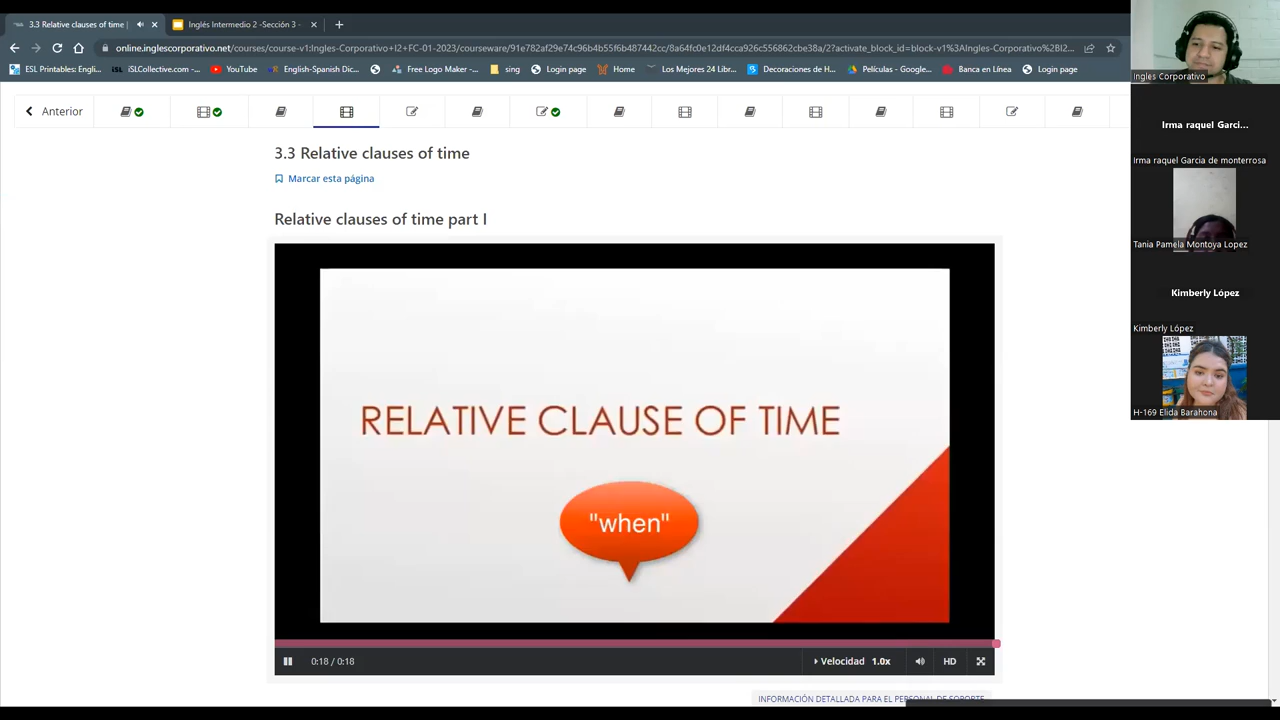 3.3 Relative clauses of time |
Inglés Intermedio 2 -Sección 3 -
online.inglescorporativo.net/courses/course-v1:Ingles-Corporativo+I2+FC-01-2023/courseware/91e782af29e74c96b4b55f6b487442cc/8a64fc0e12df4cca926c556862cbe38a/2?activate_block_id=block-v1%3AIngles-Corporativo%2BI2...
ESL Printables: Engli...
iSLCollective.com -...
YouTube
English-Spanish Dic...
Free Logo Maker -...
sing
Login page
Home
Los Mejores 24 Libr...
Decoraciones de H...
Películas - Google...
Banca en Línea
Login page
Anterior
3.3 Relative clauses of time
Marcar esta página
Relative clauses of time part I
RELATIVE CLAUSE OF TIME
"when"
0:18 / 0:18
Velocidad 1.0x
HD
INFORMACIÓN DETALLADA PARA EL PERSONAL DE SOPORTE
Ingles Corporativo
Irma raquel Garci...
Irma raquel Garcia de monterrosa
Tania Pamela Montoya Lopez
Kimberly López
Kimberly López
H-169 Elida Barahona